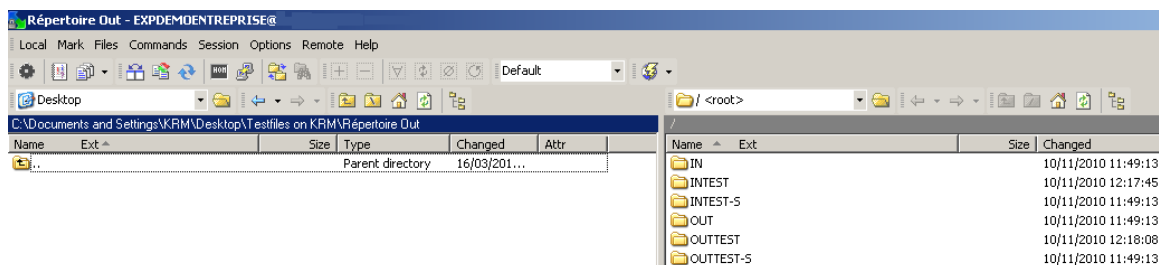 Répertoire Out - EXPDEMOENTREPRISE@
Local Mark Files Commands Session Options Remote Help
Default
Desktop
/ <root>
C:\Documents and Settings\KRM\Desktop\Testfiles on KRM\Répertoire Out
/
Name Ext Size Type Changed Attr
Name Ext Size Changed
.. Parent directory 16/03/201...
IN 10/11/2010 11:49:13
INTEST 10/11/2010 12:17:45
INTEST-S 10/11/2010 11:49:13
OUT 10/11/2010 11:49:13
OUTTEST 10/11/2010 12:18:08
OUTTEST-S 10/11/2010 11:49:13